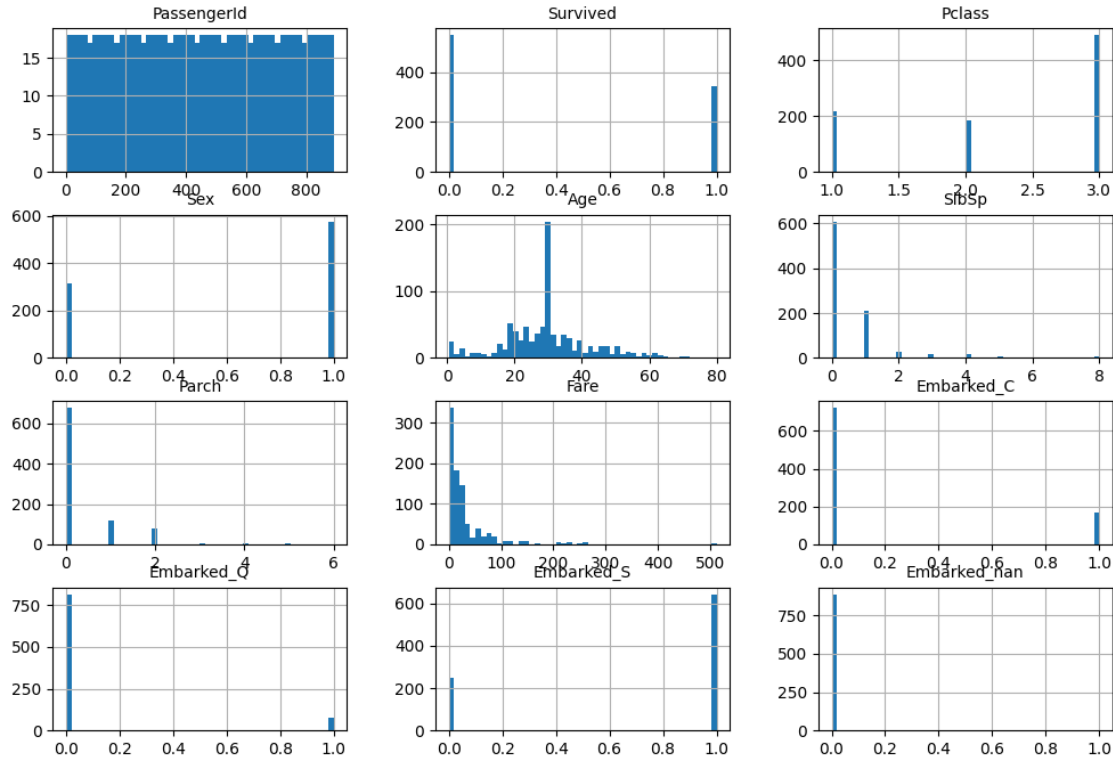 PassengerId Survived Pclass
15
10
5
0
0 200 400 600 800
400
200
0
0.0 0.2 0.4 0.6 0.8 1.0
400
200
0
1.0 1.5 2.0 2.5 3.0
Sex Age SibSp
600
400
200
0
0.0 0.2 0.4 0.6 0.8 1.0
200
100
0
0 20 40 60 80
600
400
200
0
0 2 4 6 8
Parch Fare Embarked_C
600
400
200
0
0 2 4 6
300
200
100
0
0 100 200 300 400 500
600
400
200
0
0.0 0.2 0.4 0.6 0.8 1.0
Embarked_Q Embarked_S Embarked_nan
750
500
250
0
0.0 0.2 0.4 0.6 0.8 1.0
600
400
200
0
0.0 0.2 0.4 0.6 0.8 1.0
750
500
250
0
0.0 0.2 0.4 0.6 0.8 1.0